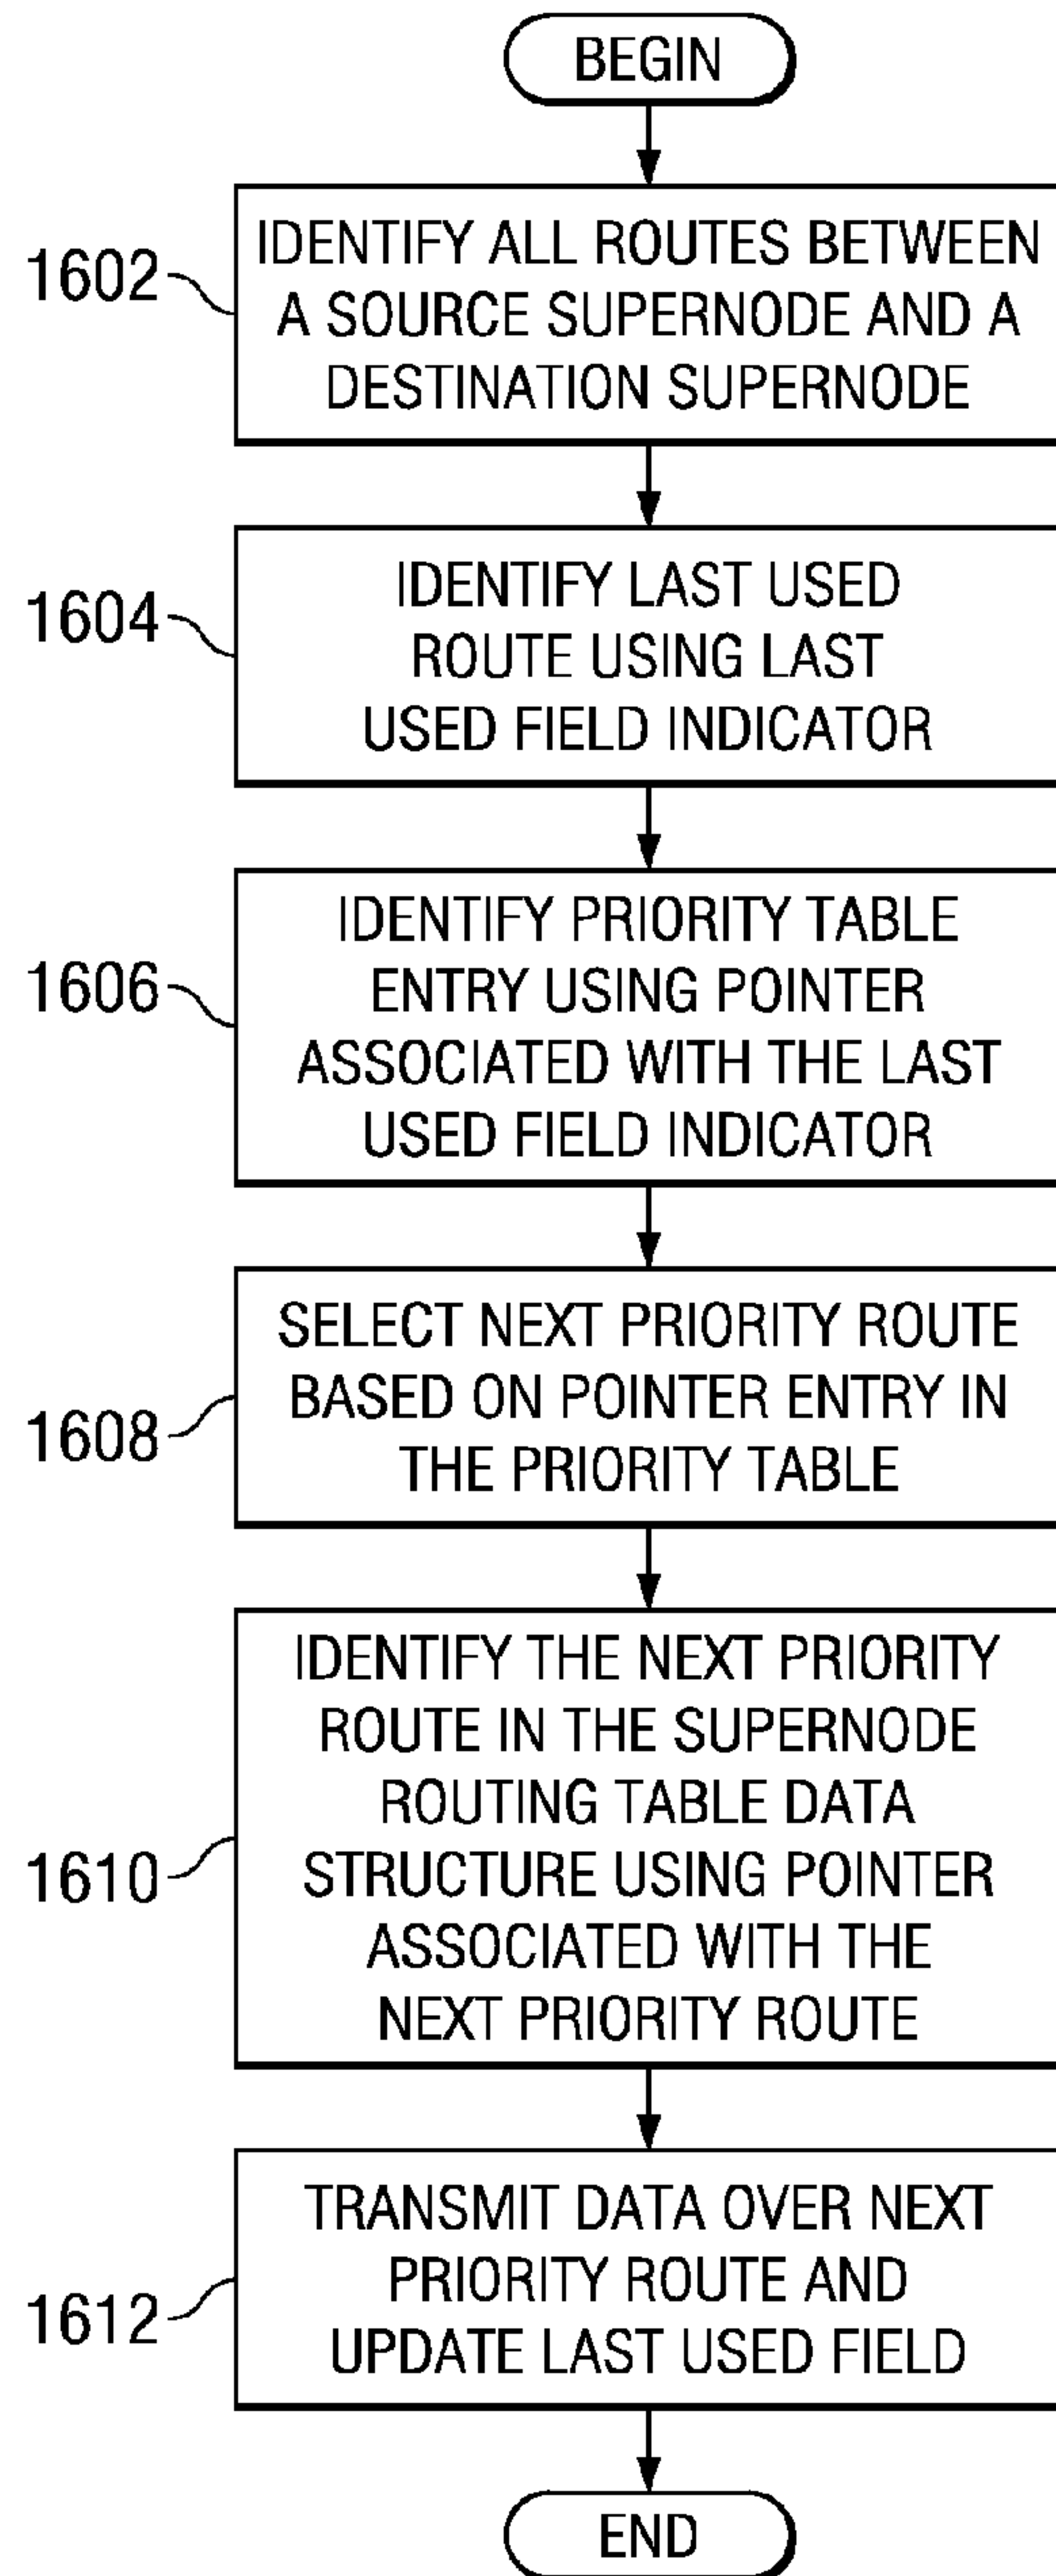 BEGIN
1602
IDENTIFY ALL ROUTES BETWEEN
A SOURCE SUPERNODE AND A
DESTINATION SUPERNODE
1604
IDENTIFY LAST USED
ROUTE USING LAST
USED FIELD INDICATOR
1606
IDENTIFY PRIORITY TABLE
ENTRY USING POINTER
ASSOCIATED WITH THE LAST
USED FIELD INDICATOR
1608
SELECT NEXT PRIORITY ROUTE
BASED ON POINTER ENTRY IN
THE PRIORITY TABLE
1610
IDENTIFY THE NEXT PRIORITY
ROUTE IN THE SUPERNODE
ROUTING TABLE DATA
STRUCTURE USING POINTER
ASSOCIATED WITH THE
NEXT PRIORITY ROUTE
1612
TRANSMIT DATA OVER NEXT
PRIORITY ROUTE AND
UPDATE LAST USED FIELD
END